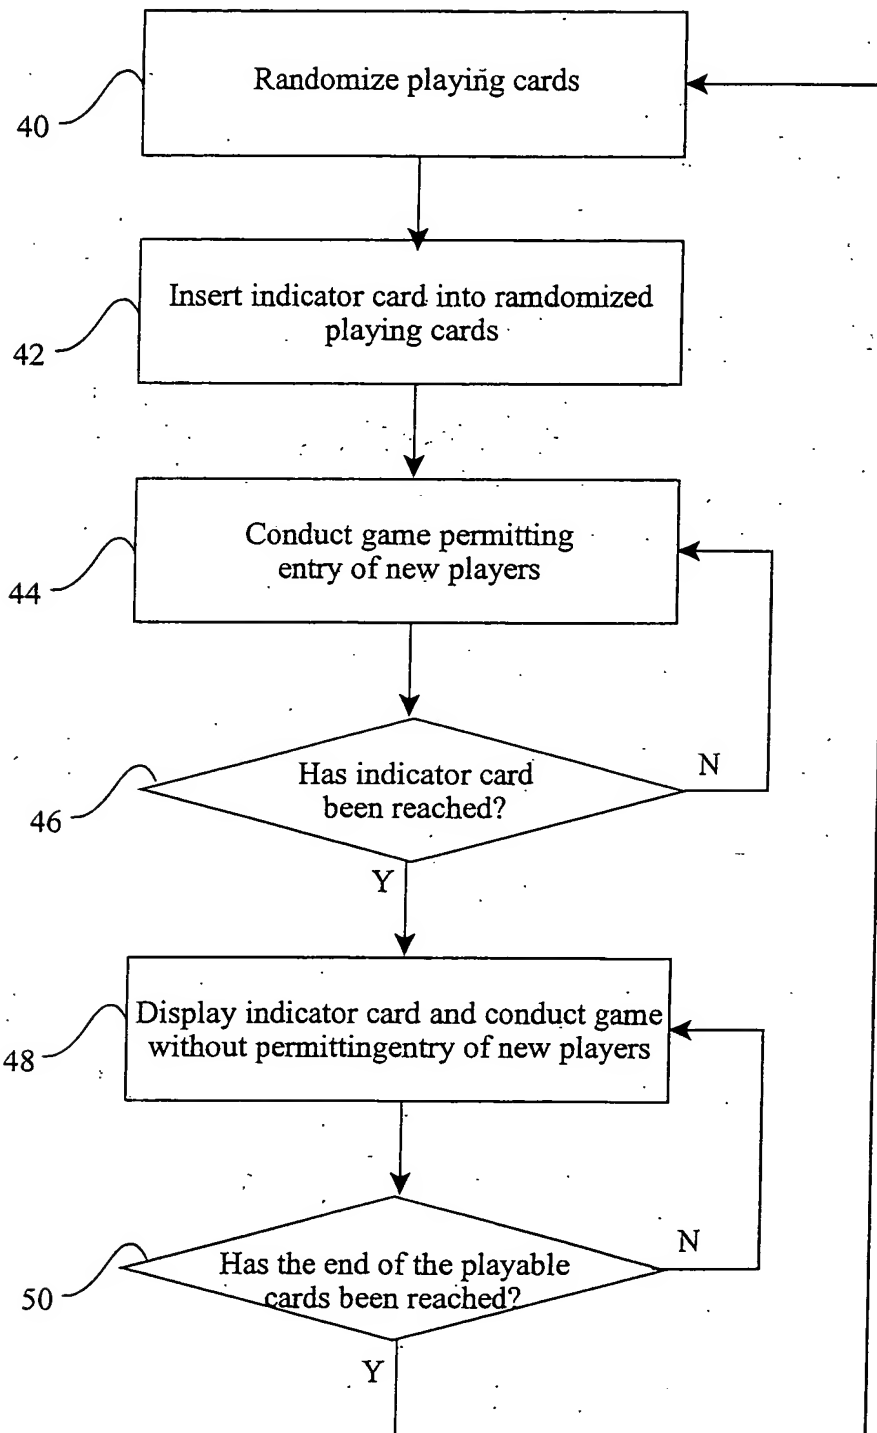 Randomize playing cards
40
Insert indicator card into ramdomized
playing cards
42
Conduct game permitting
entry of new players
44
Has indicator card
been reached?
N
46
Y
Display indicator card and conduct game
without permittingentry of new players
48
Has the end of the playable
cards been reached?
N
50
Y